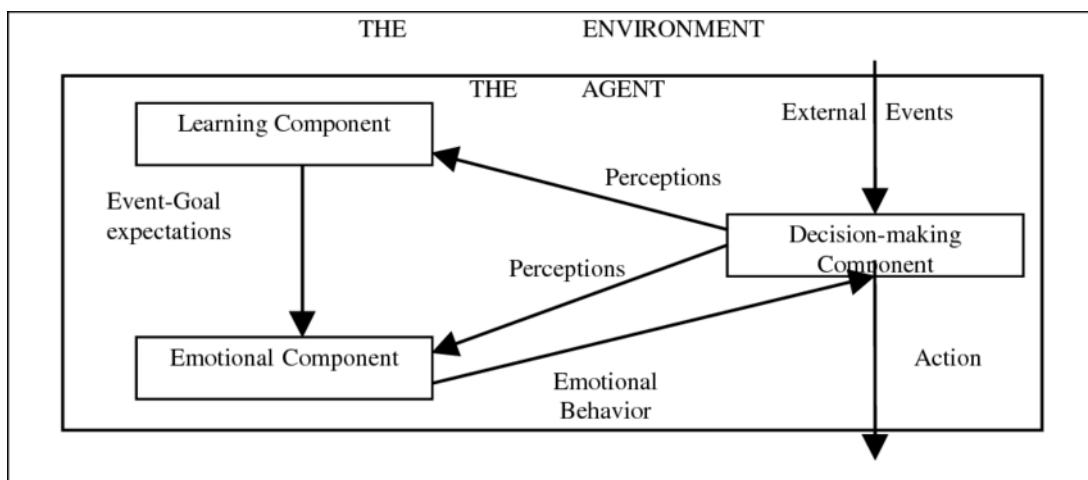 THE ENVIRONMENT
THE AGENT
Learning Component
External Events
Perceptions
Event-Goal
expectations
Decision-making
Component
Perceptions
Emotional Component
Action
Emotional
Behavior